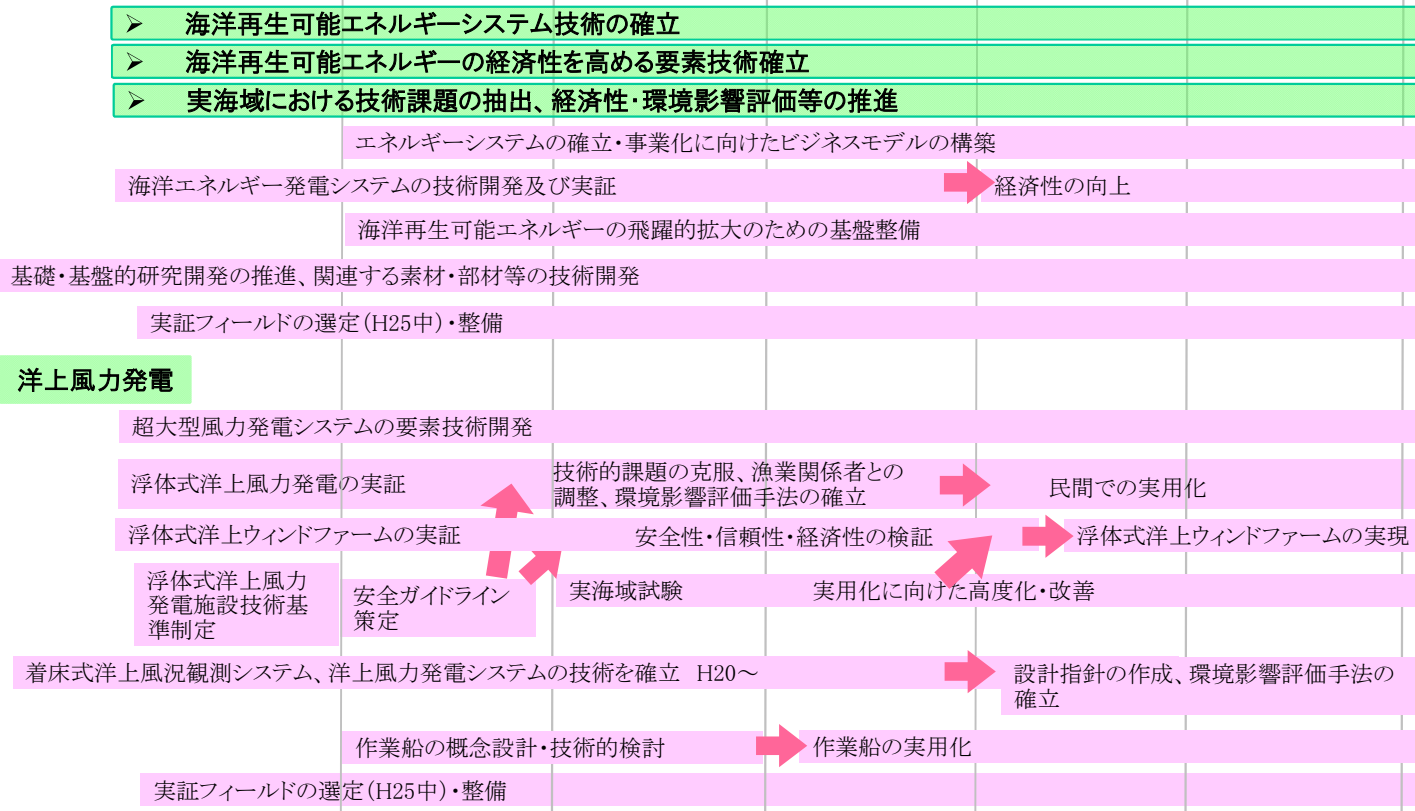 ➢ 海洋再生可能エネルギーシステム技術の確立
➢ 海洋再生可能エネルギーの経済性を高める要素技術確立
➢ 実海域における技術課題の抽出、経済性・環境影響評価等の推進
エネルギーシステムの確立・事業化に向けたビジネスモデルの構築
海洋エネルギー発電システムの技術開発及び実証
経済性の向上
海洋再生可能エネルギーの飛躍的拡大のための基盤整備
基礎・基盤的研究開発の推進、関連する素材・部材等の技術開発
実証フィールドの選定(H25中)・整備
洋上風力発電
超大型風力発電システムの要素技術開発
浮体式洋上風力発電の実証
技術的課題の克服、漁業関係者との
調整、環境影響評価手法の確立
民間での実用化
浮体式洋上ウィンドファームの実証
安全性・信頼性・経済性の検証
浮体式洋上ウィンドファームの実現
浮体式洋上風力
発電施設技術基
準制定
安全ガイドライン
策定
実海域試験
実用化に向けた高度化・改善
着床式洋上風況観測システム、洋上風力発電システムの技術を確立 H20～
設計指針の作成、環境影響評価手法の
確立
作業船の概念設計・技術的検討
作業船の実用化
実証フィールドの選定(H25中)・整備